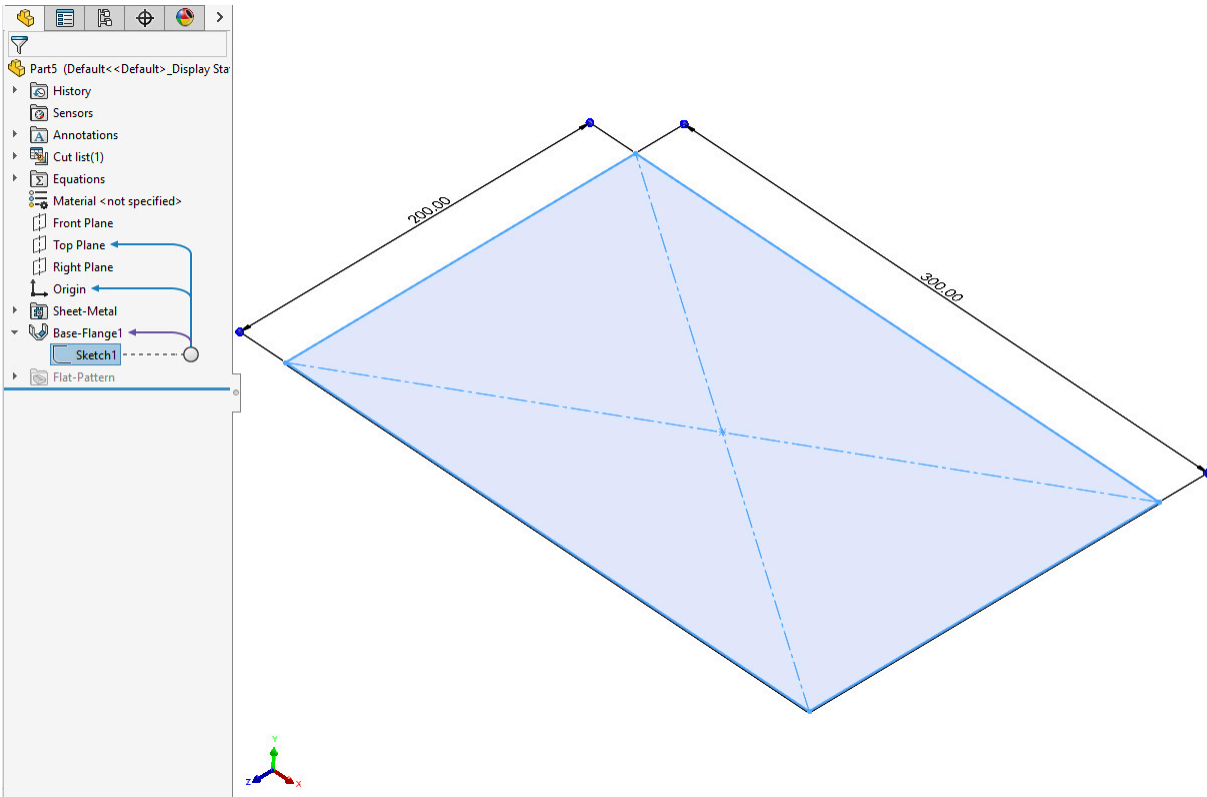 Part5 (Default<<Default>_Display Sta
History
Sensors
Annotations
Cut list(1)
Equations
Material <not specified>
Front Plane
Top Plane
Right Plane
Origin
Sheet-Metal
Base-Flange1
Sketch1
Flat-Pattern
200.00
300.00
Y
Z
X